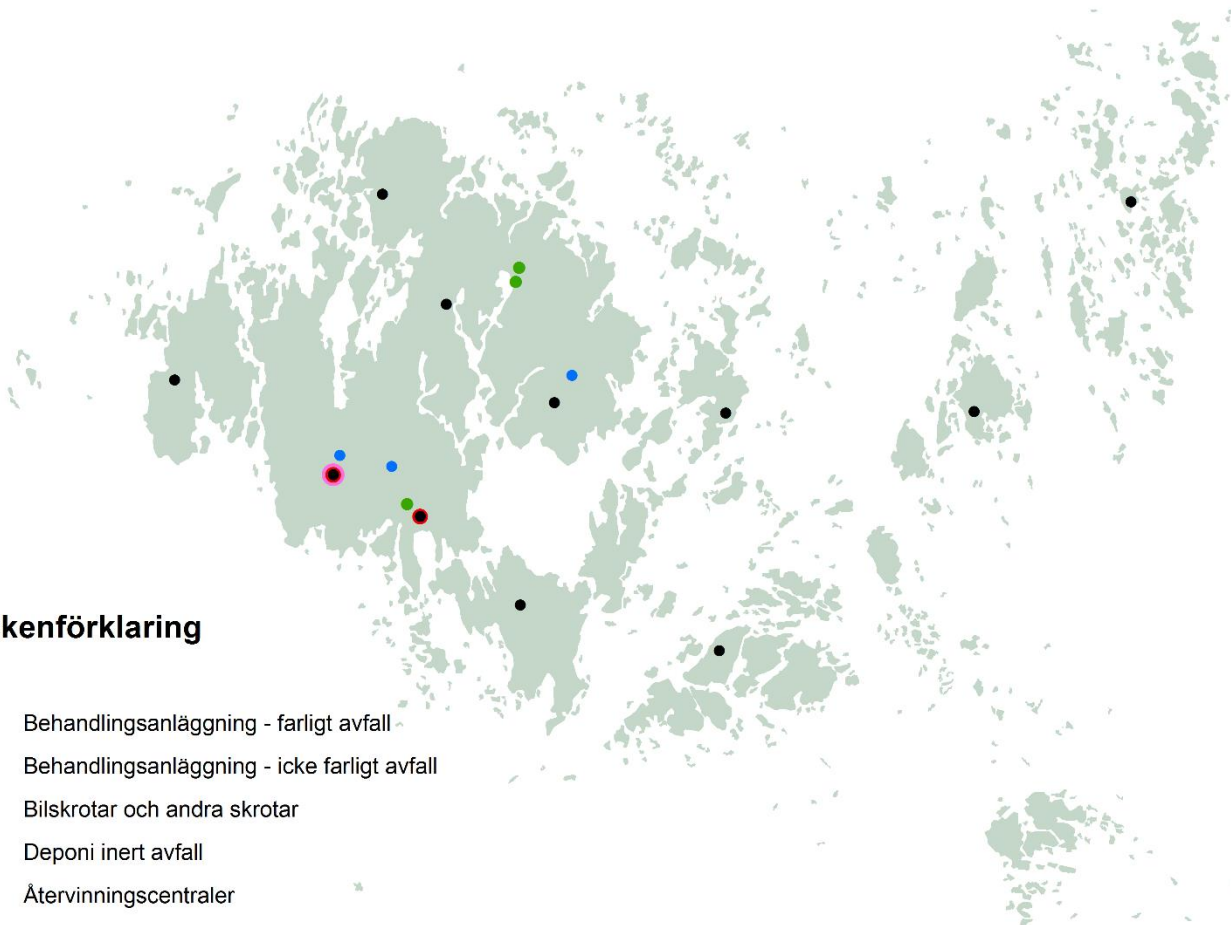 kenförklaring
Behandlingsanläggning - farligt avfall
Behandlingsanläggning - icke farligt avfall
Bilskrotar och andra skrotar
Deponi inert avfall
Återvinningscentraler